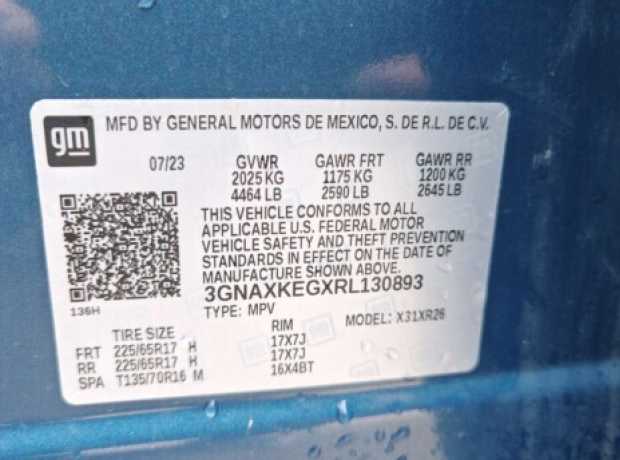 gm MFD BY GENERAL MOTORS DE MEXICO, S. DE R.L. DE C.V.
07/23 GVWR GAWR FRT GAWR RR
2025 KG 1175 KG 1200 KG
4464 LB 2590 LB 2645 LB
THIS VEHICLE CONFORMS TO ALL
APPLICABLE U.S. FEDERAL MOTOR
VEHICLE SAFETY AND THEFT PREVENTION
STANDARDS IN EFFECT ON THE DATE OF
MANUFACTURE SHOWN ABOVE.
3GNAXKEGXRL130893
136H
TYPE: MPV MODEL: X31XR26
TIRE SIZE RIM
FRT 225/65R17 H 17X7J
RR 225/65R17 H 17X7J
SPA T135/70R16 M 16X4BT